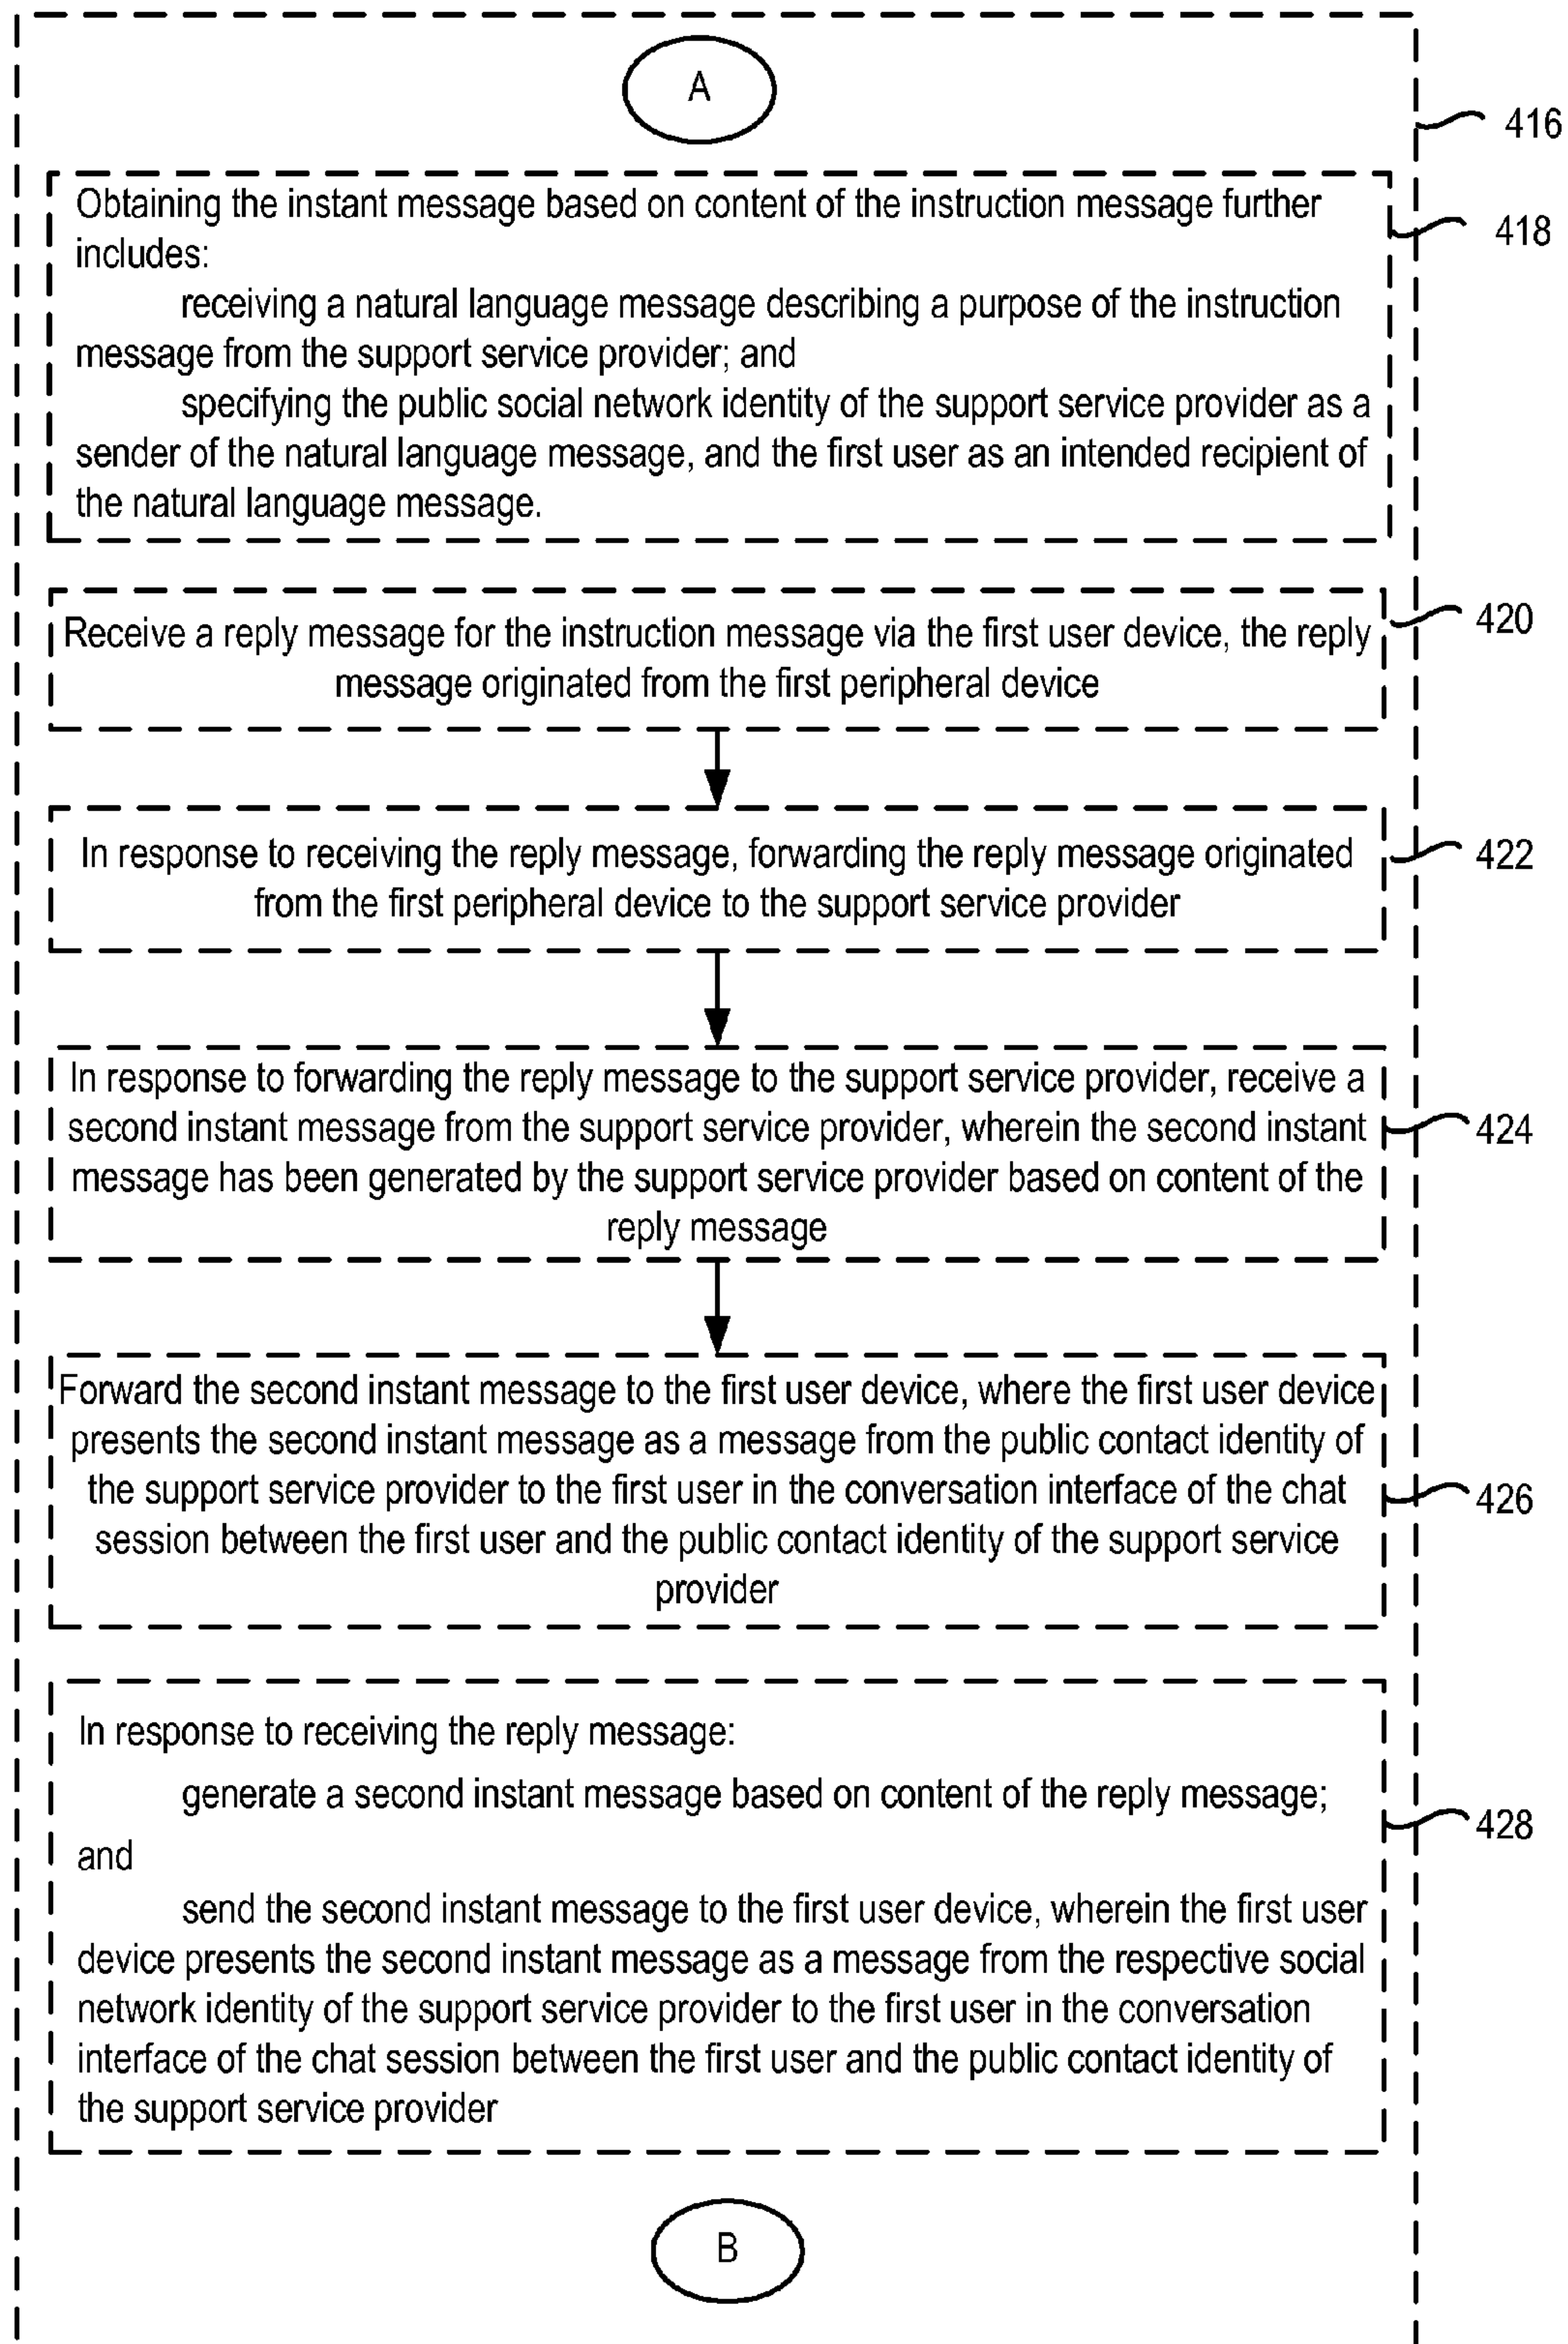 A
416
Obtaining the instant message based on content of the instruction message further
418
includes:
receiving a natural language message describing a purpose of the instruction
message from the support service provider; and
specifying the public social network identity of the support service provider as a
sender of the natural language message, and the first user as an intended recipient of
the natural language message.
420
Receive a reply message for the instruction message via the first user device, the reply
message originated from the first peripheral device
In response to receiving the reply message, forwarding the reply message originated
422
from the first peripheral device to the support service provider
In response to forwarding the reply message to the support service provider, receive a
second instant message from the support service provider, wherein the second instant
424
message has been generated by the support service provider based on content of the
reply message
Forward the second instant message to the first user device, where the first user device
presents the second instant message as a message from the public contact identity of
the support service provider to the first user in the conversation interface of the chat
426
session between the first user and the public contact identity of the support service
provider
In response to receiving the reply message:
generate a second instant message based on content of the reply message;
428
and
send the second instant message to the first user device, wherein the first user
device presents the second instant message as a message from the respective social
network identity of the support service provider to the first user in the conversation
interface of the chat session between the first user and the public contact identity of
the support service provider
B